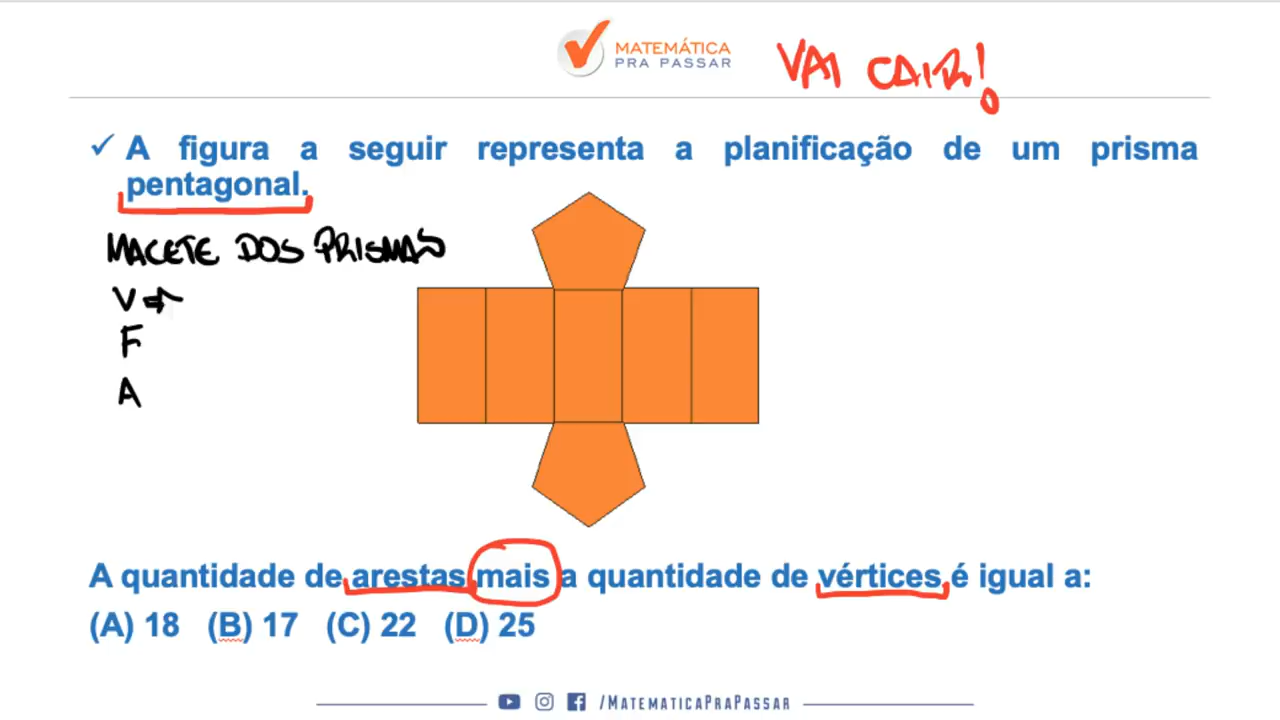 MATEMÁTICA
PRA PASSAR
VAI CAIR!
✓ A figura a seguir representa a planificação de um prisma
pentagonal.
MACETE DOS PRISMAS
V ⇒
F
A
A quantidade de arestas mais a quantidade de vértices é igual a:
(A) 18 (B) 17 (C) 22 (D) 25
/MATEMATICAPRAPASSAR